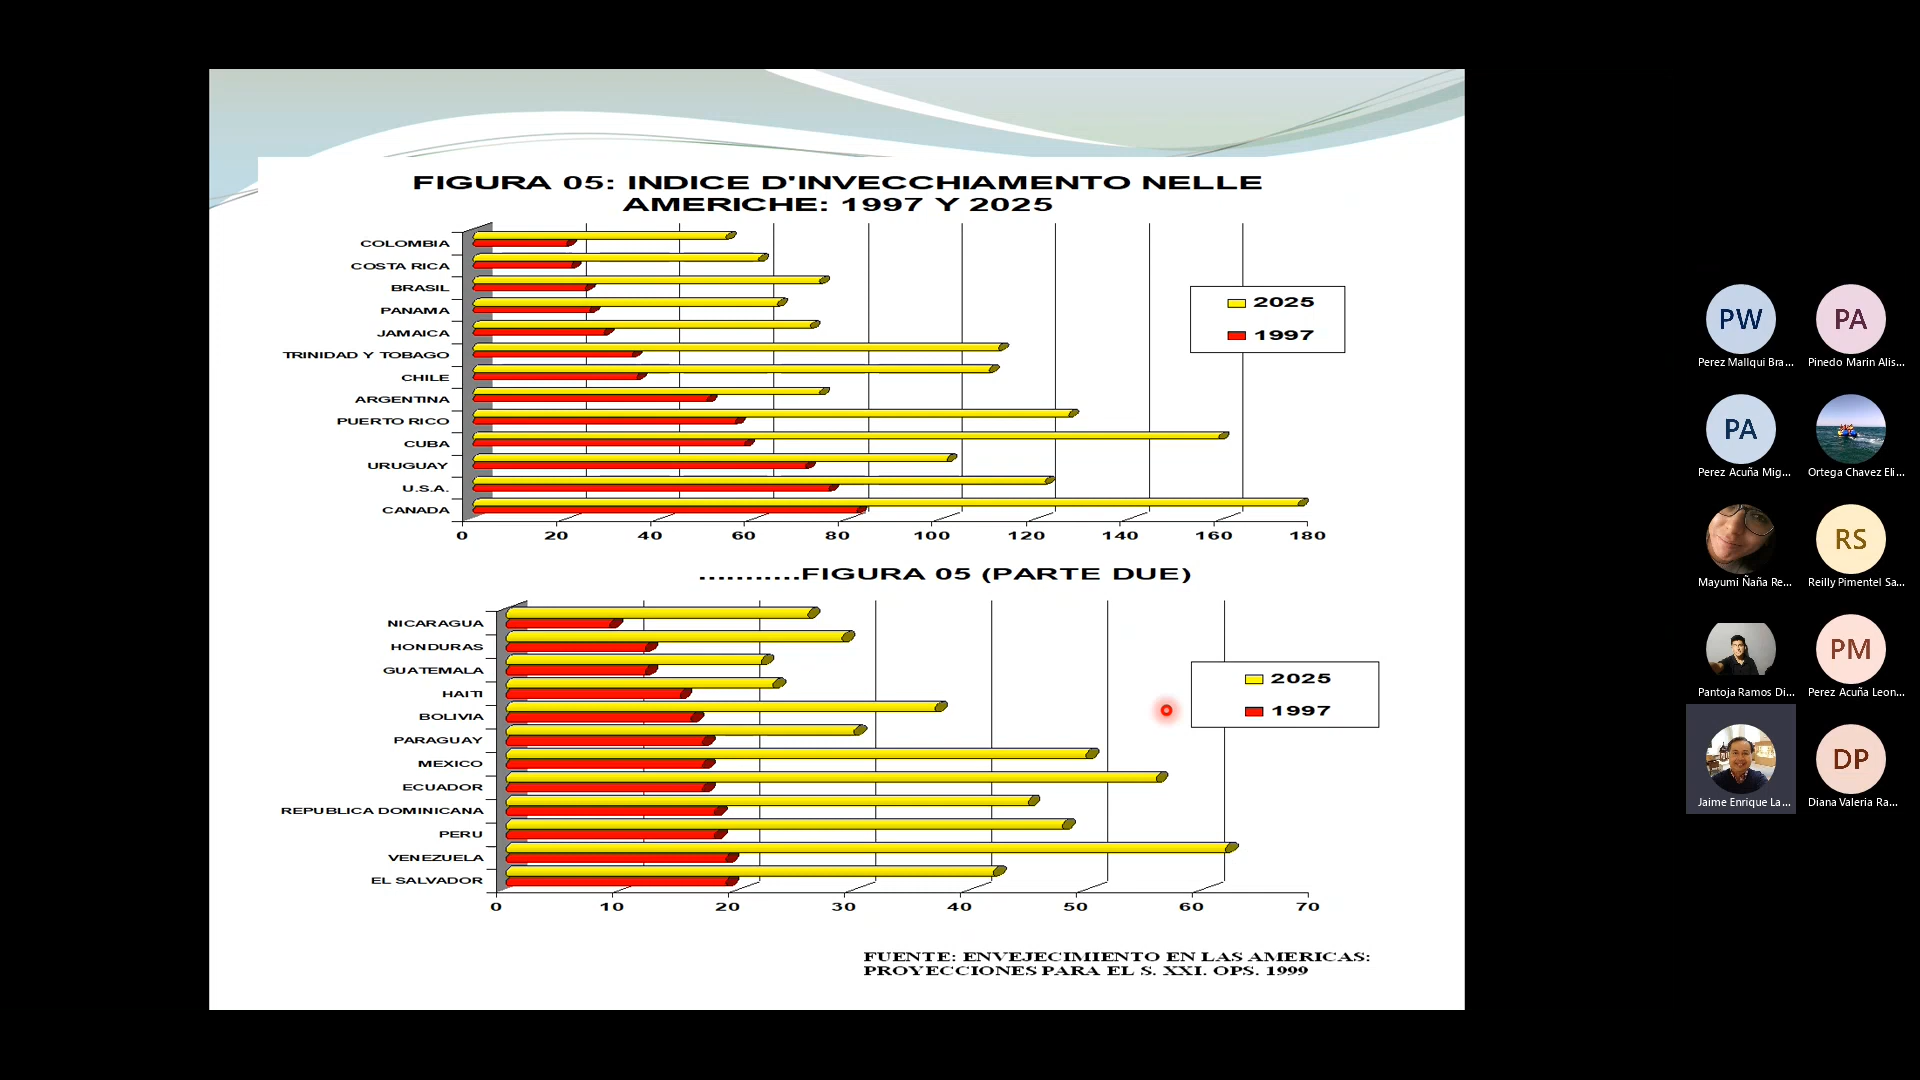 FIGURA 05: INDICE D'INVECCHIAMENTO NELLE
AMERICHE: 1997 Y 2025
COLOMBIA
COSTA RICA
BRASIL
PANAMA
JAMAICA
TRINIDAD Y TOBAGO
CHILE
ARGENTINA
PUERTO RICO
CUBA
URUGUAY
U.S.A.
CANADA
2025
1997
0 20 40 60 80 100 120 140 160 180
...........FIGURA 05 (PARTE DUE)
NICARAGUA
HONDURAS
GUATEMALA
HAITI
BOLIVIA
PARAGUAY
MEXICO
ECUADOR
REPUBLICA DOMINICANA
PERU
VENEZUELA
EL SALVADOR
2025
1997
0 10 20 30 40 50 60 70
FUENTE: ENVEJECIMIENTO EN LAS AMERICAS:
PROYECCIONES PARA EL S. XXI. OPS. 1999
PW
PA
Perez Mallqui Bra...
Pinedo Marin Alis...
PA
Perez Acuña Mig...
Ortega Chavez Eli...
RS
Mayumi Ñaña Re...
Reilly Pimentel Sa...
PM
Pantoja Ramos Di...
Perez Acuña Leon...
DP
Jaime Enrique La...
Diana Valeria Ra...